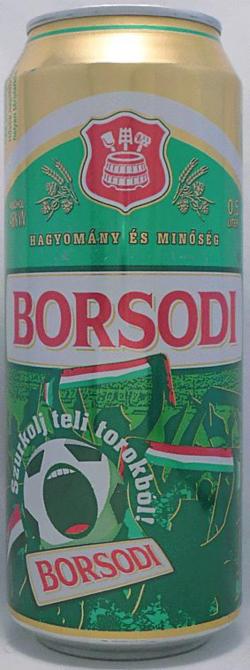 HAGYOMÁNY ÉS MINŐSÉG
BORSODI
Szurkolj teli torokból!
BORSODI